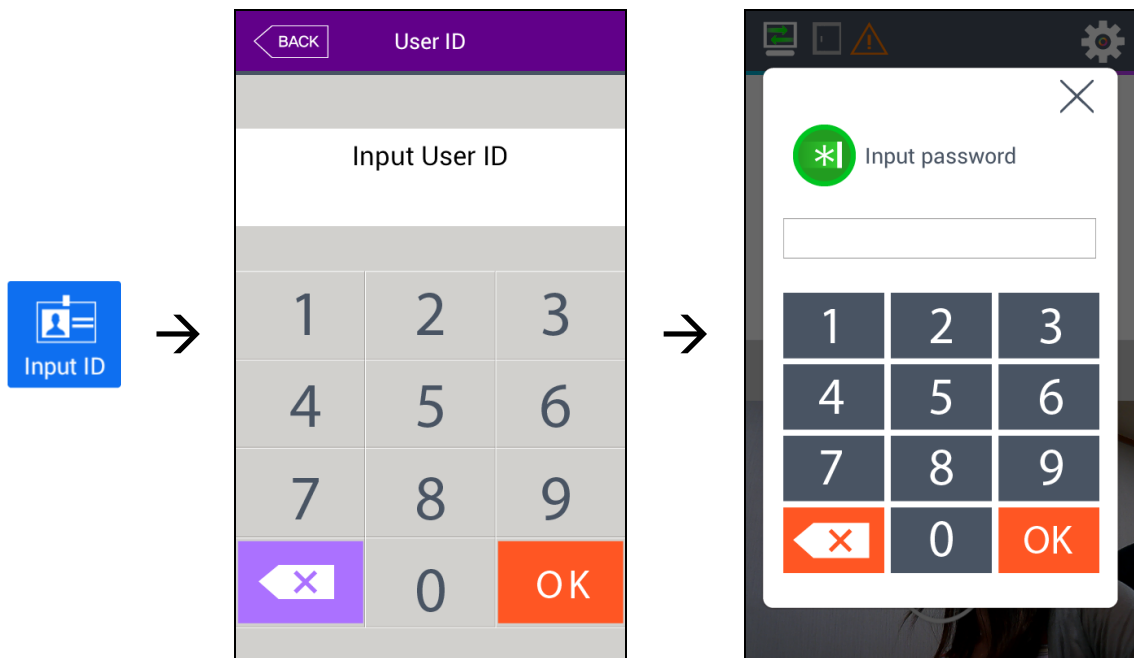 Input ID
BACK User ID
Input User ID
1 2 3
4 5 6
7 8 9
0 OK
Input password
1 2 3
4 5 6
7 8 9
0 OK